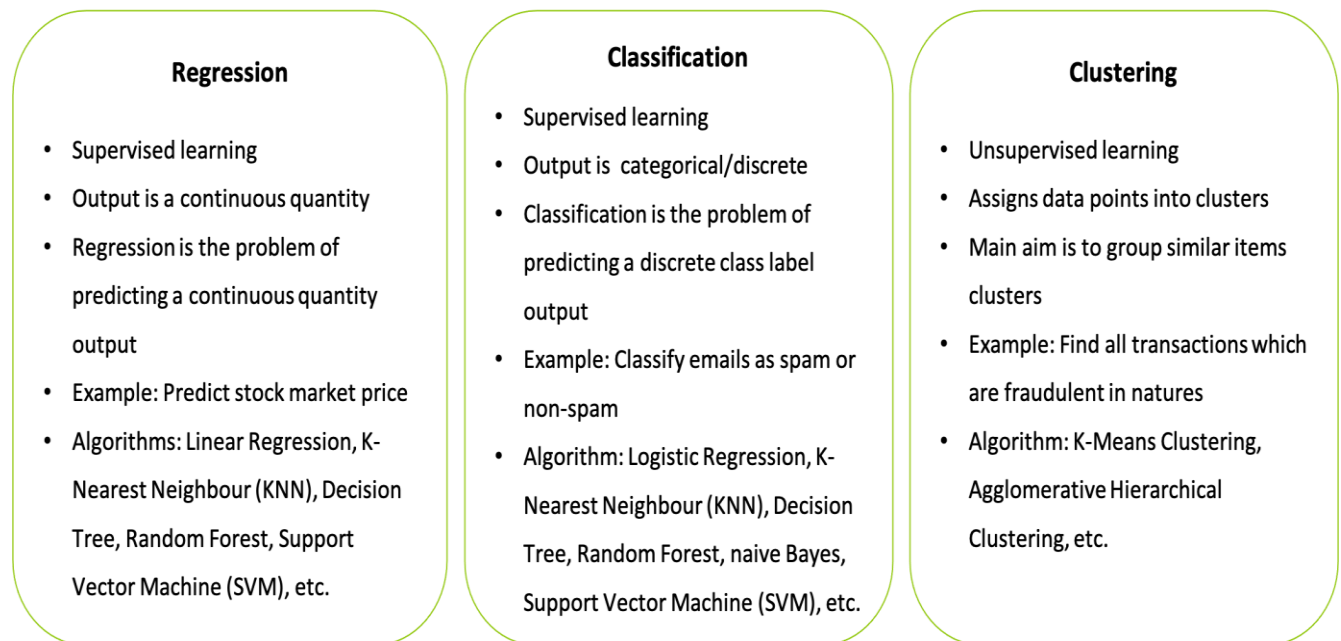 Regression
• Supervised learning
• Output is a continuous quantity
• Regression is the problem of
predicting a continuous quantity
output
• Example: Predict stock market price
• Algorithms: Linear Regression, K-
Nearest Neighbour (KNN), Decision
Tree, Random Forest, Support
Vector Machine (SVM), etc.
Classification
• Supervised learning
• Output is categorical/discrete
• Classification is the problem of
predicting a discrete class label
output
• Example: Classify emails as spam or
non-spam
• Algorithm: Logistic Regression, K-
Nearest Neighbour (KNN), Decision
Tree, Random Forest, naive Bayes,
Support Vector Machine (SVM), etc.
Clustering
• Unsupervised learning
• Assigns data points into clusters
• Main aim is to group similar items
clusters
• Example: Find all transactions which
are fraudulent in natures
• Algorithm: K-Means Clustering,
Agglomerative Hierarchical
Clustering, etc.